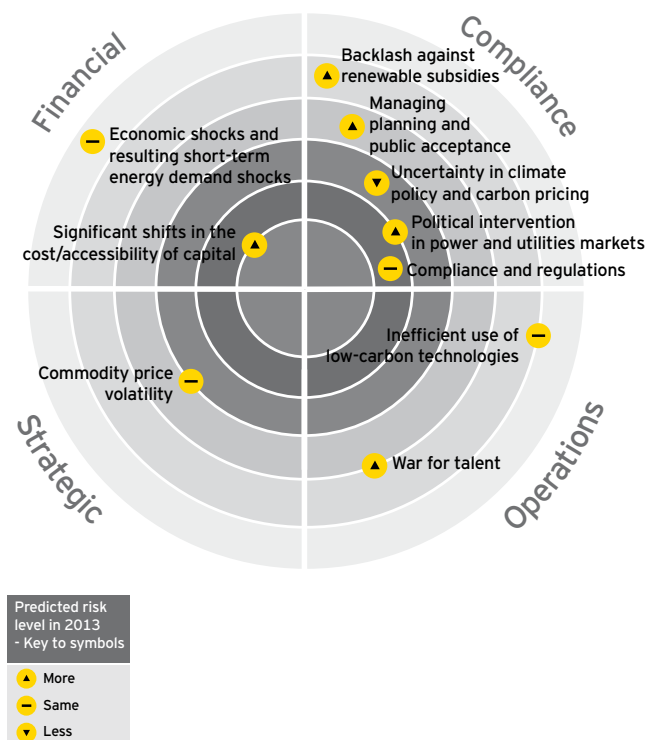 Financial
Compliance
Backlash against
renewable subsidies
Managing
planning and
public acceptance
Economic shocks and
resulting short-term
energy demand shocks
Uncertainty in climate
policy and carbon pricing
Significant shifts in the
cost/accessibility of capital
Political intervention
in power and utilities markets
Compliance and regulations
Inefficient use of
low-carbon technologies
Commodity price
volatility
War for talent
Strategic
Operations
Predicted risk
level in 2013
- Key to symbols
More
Same
Less